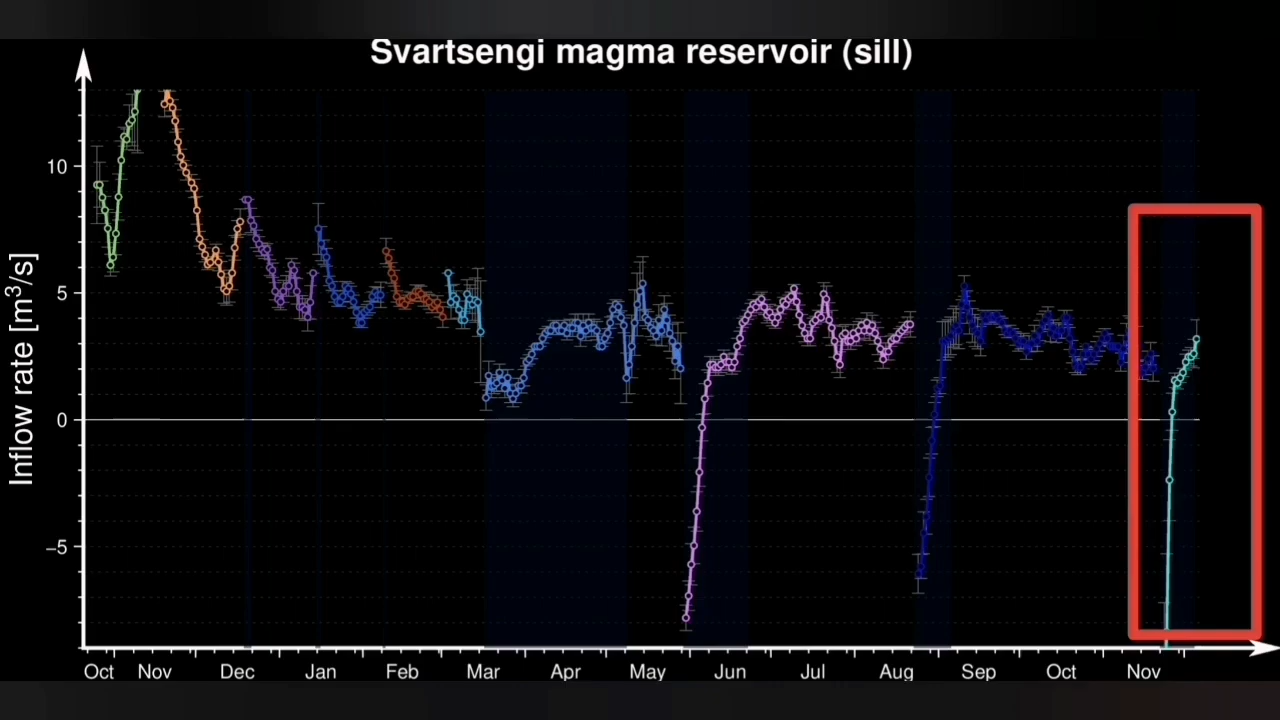 Svartsengi magma reservoir (sill)
Inflow rate [m³/s]
10
5
0
−5
Oct Nov Dec Jan Feb Mar Apr May Jun Jul Aug Sep Oct Nov